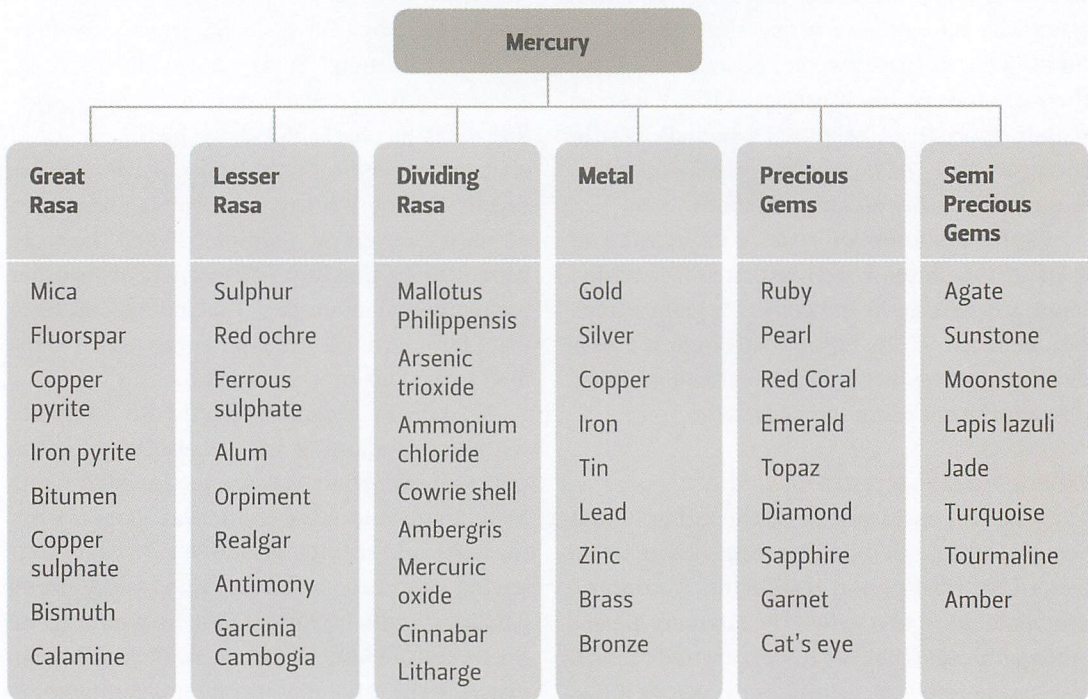 Mercury
Great
Rasa
Mica
Fluorspar
Copper
pyrite
Iron pyrite
Bitumen
Copper
sulphate
Bismuth
Calamine
Lesser
Rasa
Sulphur
Red ochre
Ferrous
sulphate
Alum
Orpiment
Realgar
Antimony
Garcinia
Cambogia
Dividing
Rasa
Mallotus
Philippensis
Arsenic
trioxide
Ammonium
chloride
Cowrie shell
Ambergris
Mercuric
oxide
Cinnabar
Litharge
Metal
Gold
Silver
Copper
Iron
Tin
Lead
Zinc
Brass
Bronze
Precious
Gems
Ruby
Pearl
Red Coral
Emerald
Topaz
Diamond
Sapphire
Garnet
Cat's eye
Semi
Precious
Gems
Agate
Sunstone
Moonstone
Lapis lazuli
Jade
Turquoise
Tourmaline
Amber